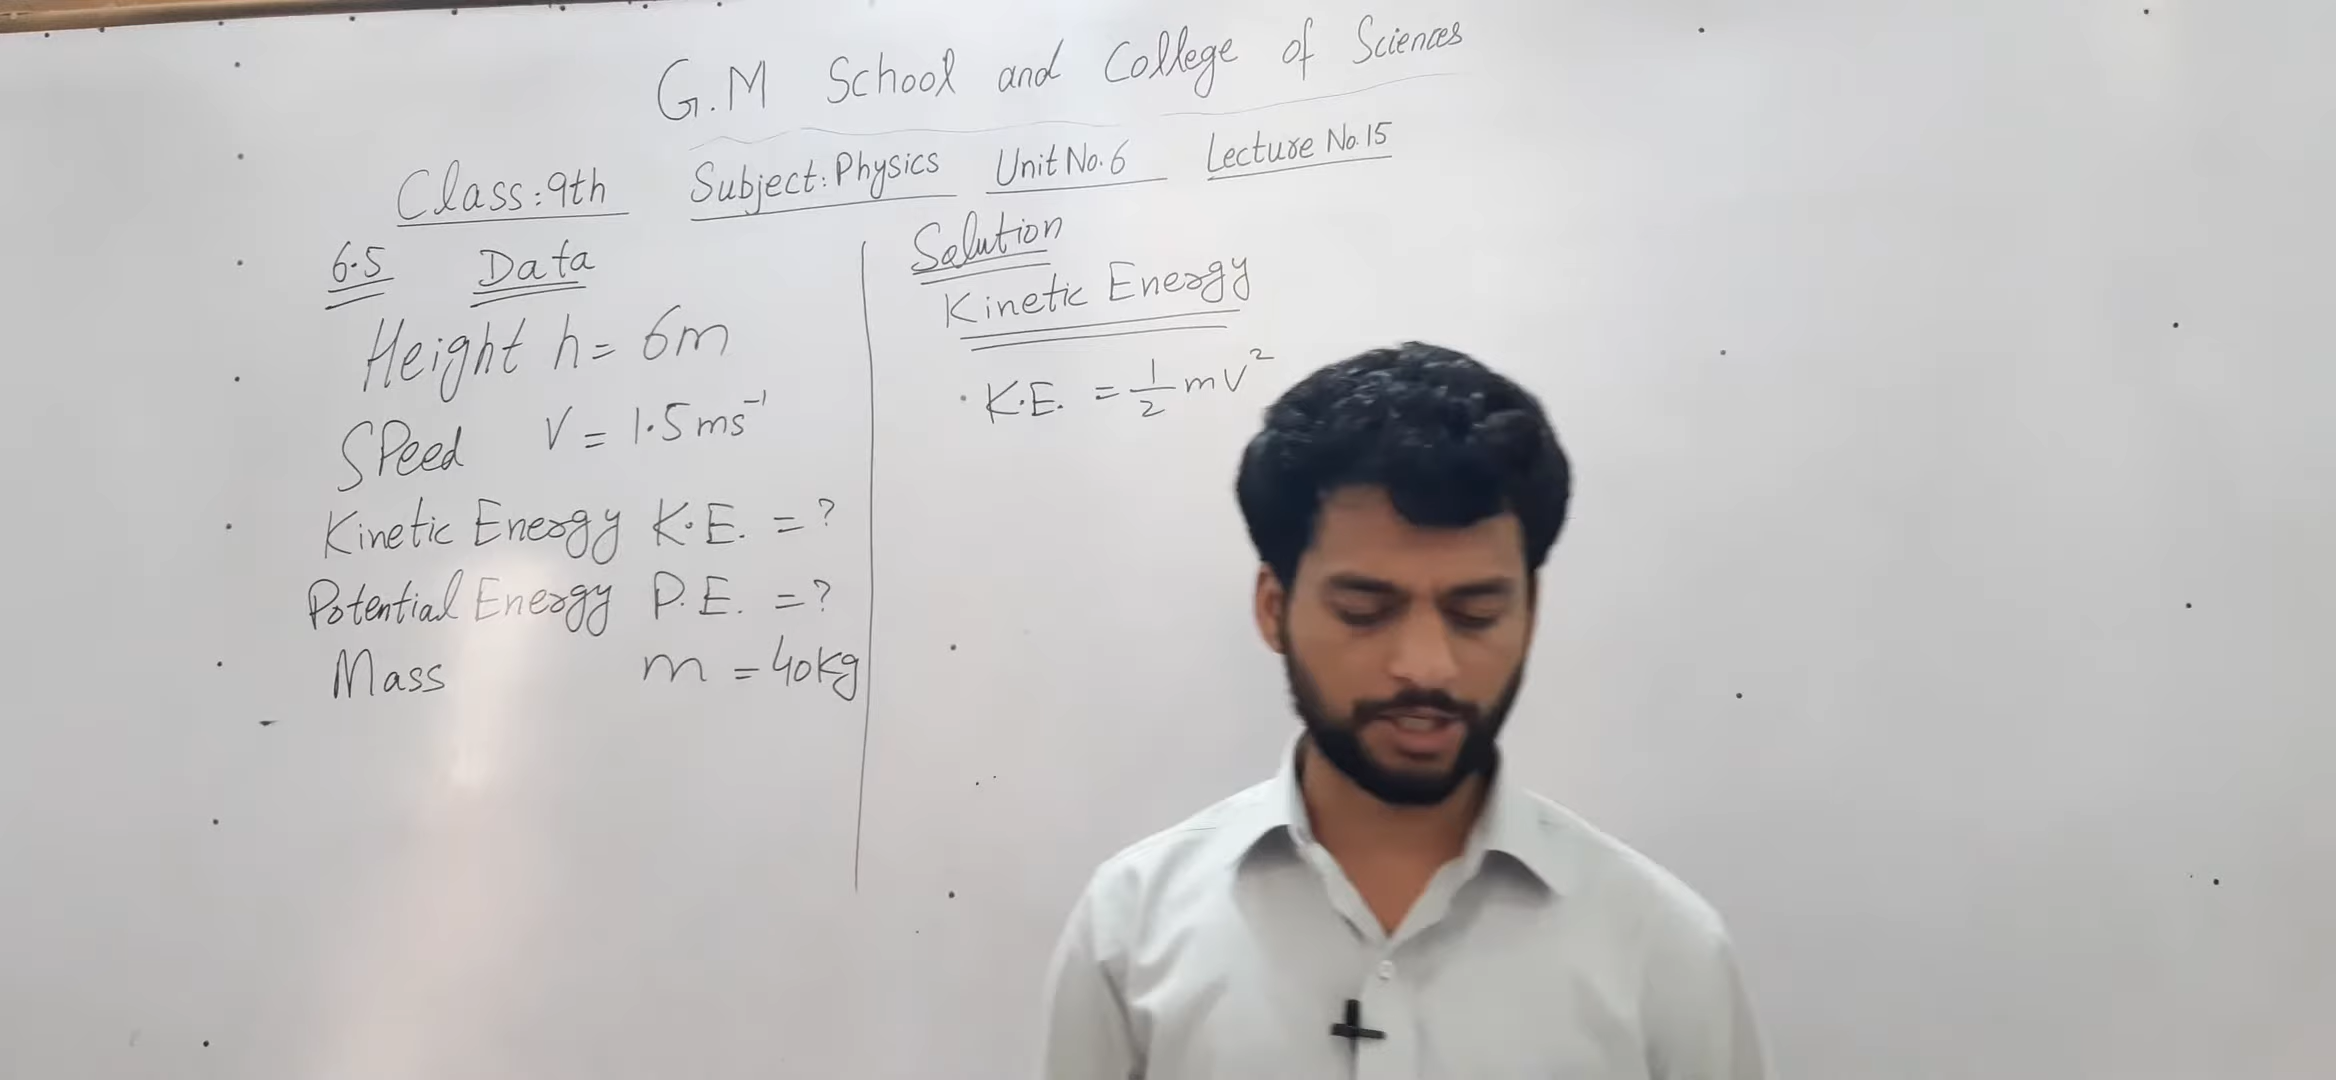 G.M School and College of Sciences
Class: 9th Subject: Physics Unit No. 6 Lecture No. 15
6.5 Data
Height h = 6m
Speed V = 1.5 ms⁻¹
Kinetic Energy K.E. = ?
Potential Energy P.E. = ?
Mass m = 40kg
Solution
Kinetic Energy
K.E. = 1/2 mv²